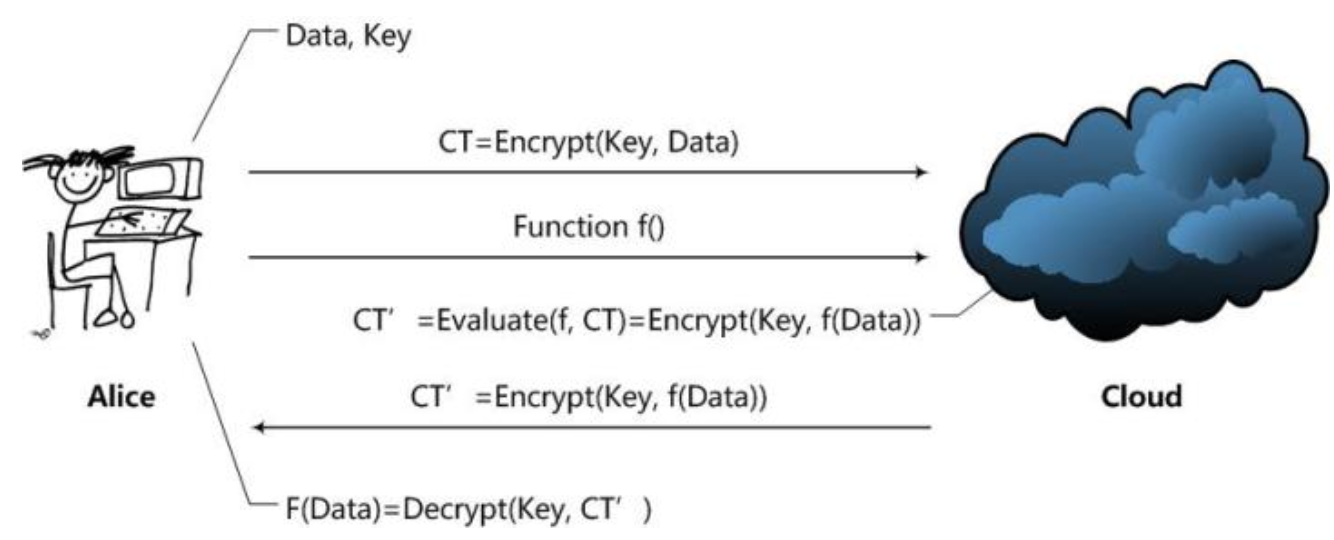 Data, Key
CT=Encrypt(Key, Data)
Function f()
CT′ =Evaluate(f, CT)=Encrypt(Key, f(Data))
Alice
CT′ =Encrypt(Key, f(Data))
Cloud
F(Data)=Decrypt(Key, CT′ )